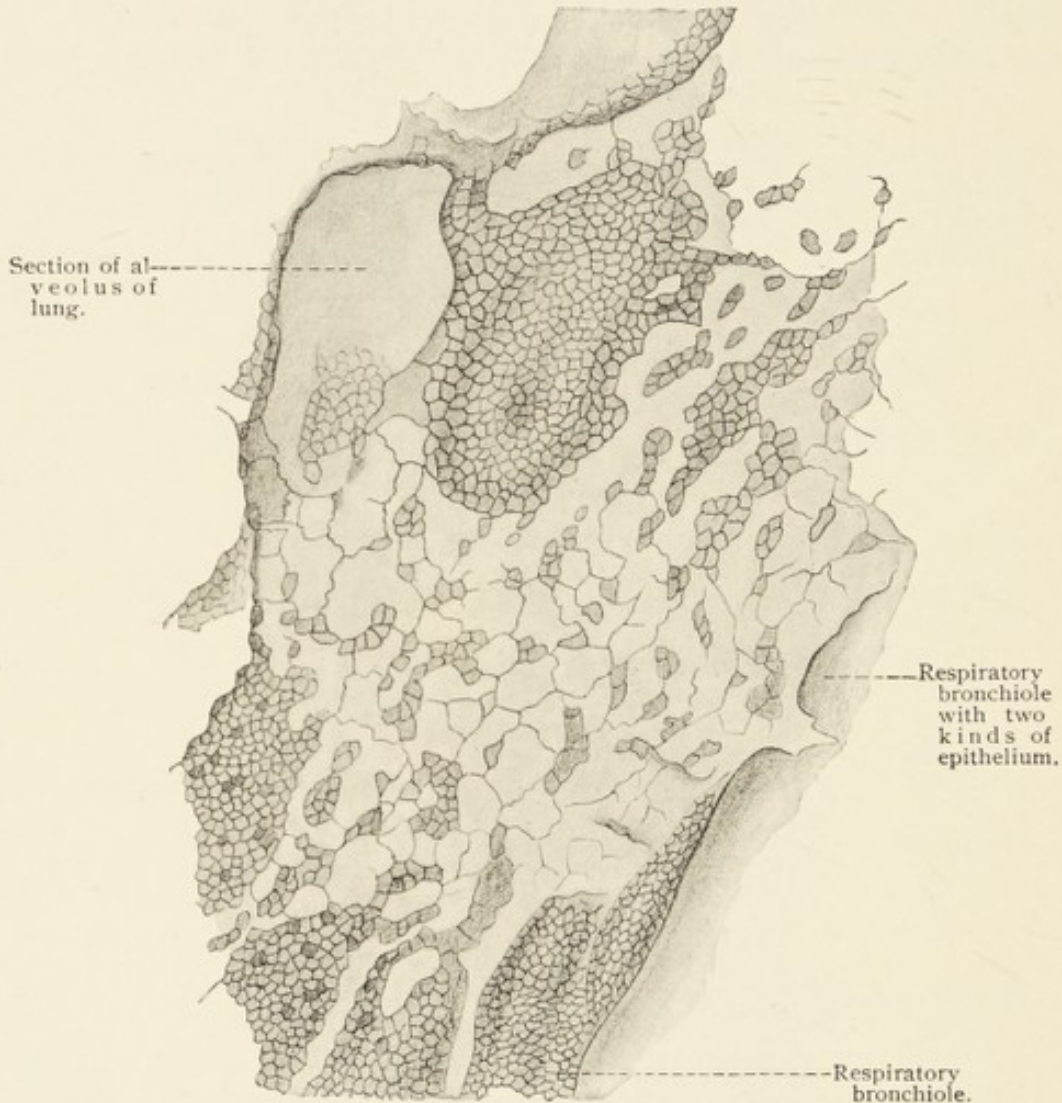 Section of al
veolus of
lung.
Respiratory
bronchiole
with two
kinds of
epithelium.
Respiratory
bronchiole.